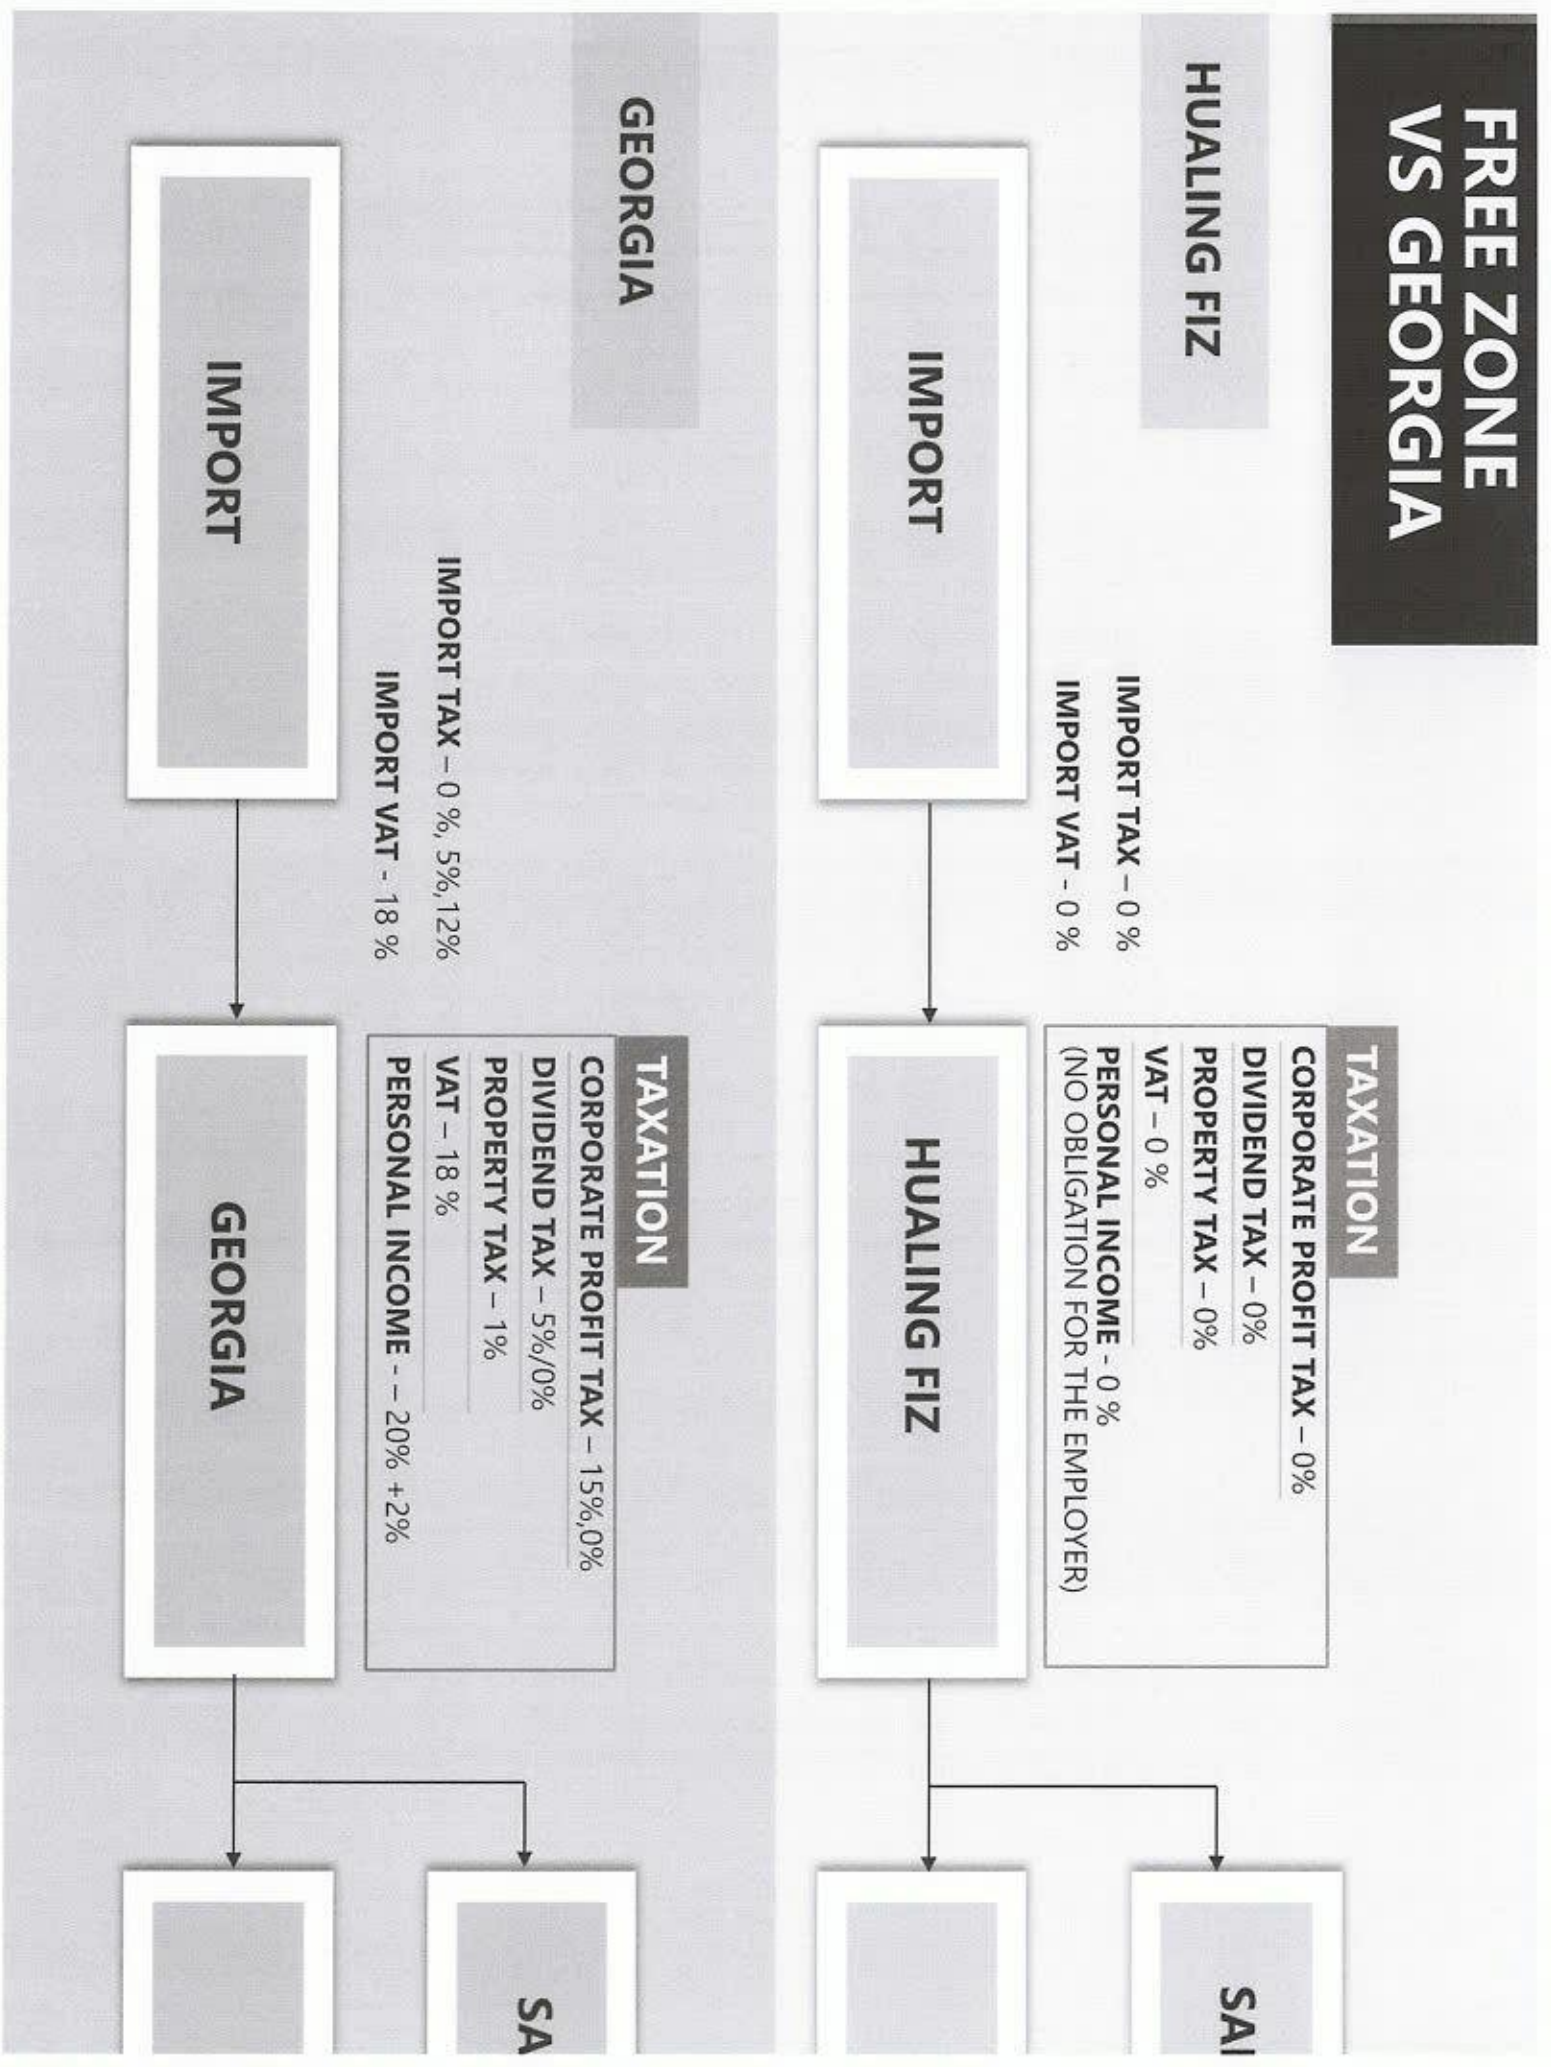 FREE ZONE
VS GEORGIA
HUALING FIZ
IMPORT TAX – 0 %
IMPORT VAT - 0 %
IMPORT
TAXATION
CORPORATE PROFIT TAX – 0%
DIVIDEND TAX – 0%
PROPERTY TAX – 0%
VAT – 0 %
PERSONAL INCOME - 0 %
(NO OBLIGATION FOR THE EMPLOYER)
HUALING FIZ
GEORGIA
IMPORT TAX – 0 %, 5%,12%
IMPORT VAT - 18 %
IMPORT
TAXATION
CORPORATE PROFIT TAX – 15%,0%
DIVIDEND TAX – 5%/0%
PROPERTY TAX – 1%
VAT – 18 %
PERSONAL INCOME - – 20% +2%
GEORGIA